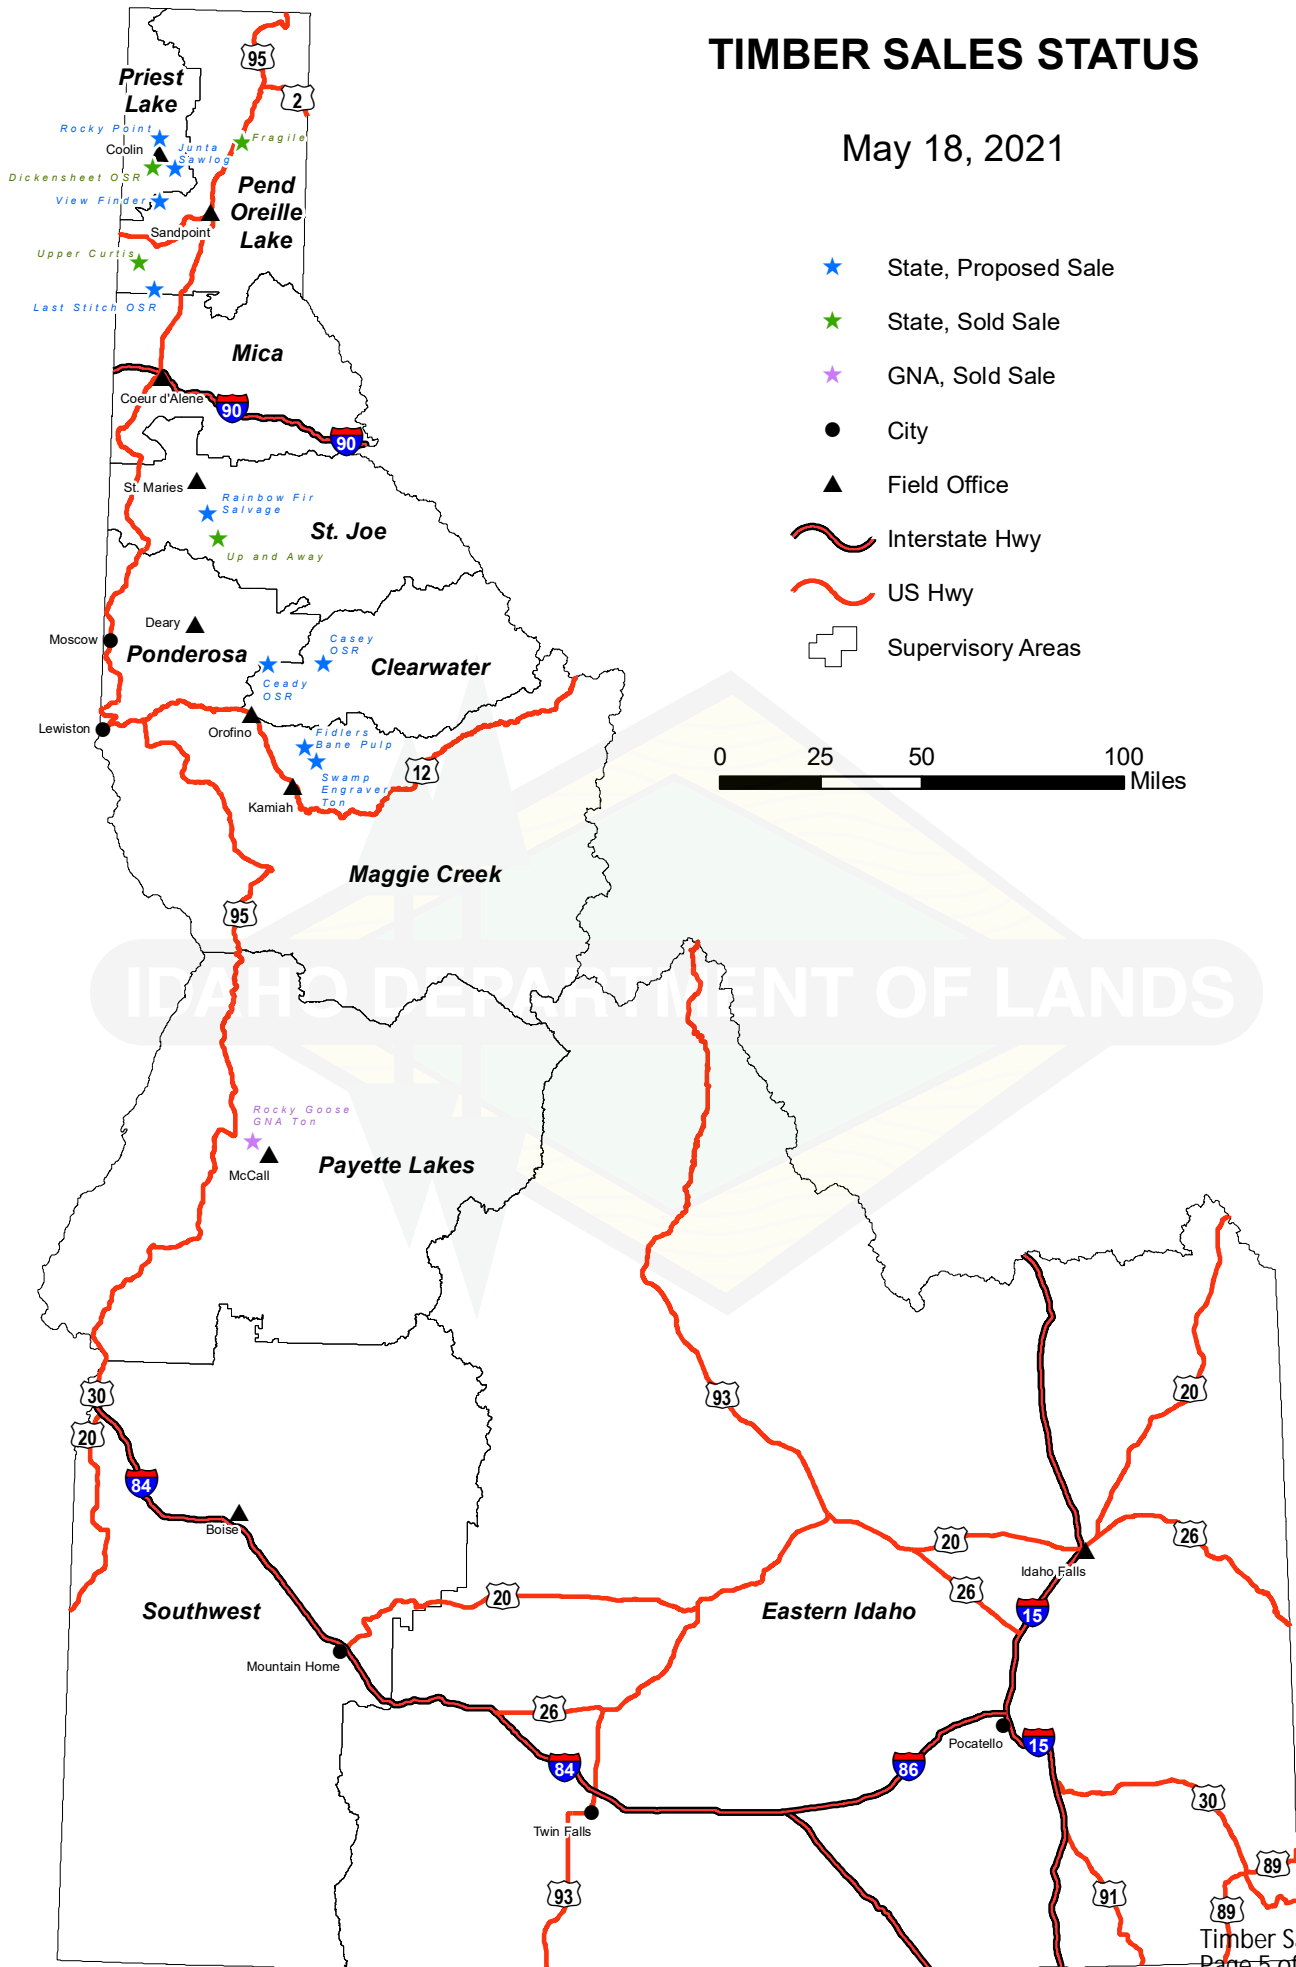 TIMBER SALES STATUS
May 18, 2021
95
2
Priest
Lake
Rocky Point
Coolin
Junta
Sawlog
Fragile
Dickensheet OSR
View Finder
Pend
Oreille
Lake
Sandpoint
Upper Curtis
Last Stitch OSR
State, Proposed Sale
State, Sold Sale
GNA, Sold Sale
City
Field Office
Interstate Hwy
US Hwy
Supervisory Areas
Mica
Coeur d'Alene
90
90
St. Maries
Rainbow Fir
Salvage
St. Joe
Up and Away
Deary
Moscow
Ponderosa
Casey
OSR
Clearwater
Ceady
OSR
Lewiston
Orofino
Fidlers
Bane Pulp
12
Swamp
Engraver
Ton
Kamiah
0 25 50 100
Miles
Maggie Creek
95
IDAHO DEPARTMENT OF LANDS
Rocky Goose
GNA Ton
McCall
Payette Lakes
30
20
84
93
20
Boise
20
26
Idaho Falls
26
15
20
Southwest
Eastern Idaho
Mountain Home
26
84
86
Pocatello
15
Twin Falls
30
93
91
89
89
Timber S
Page 5 of